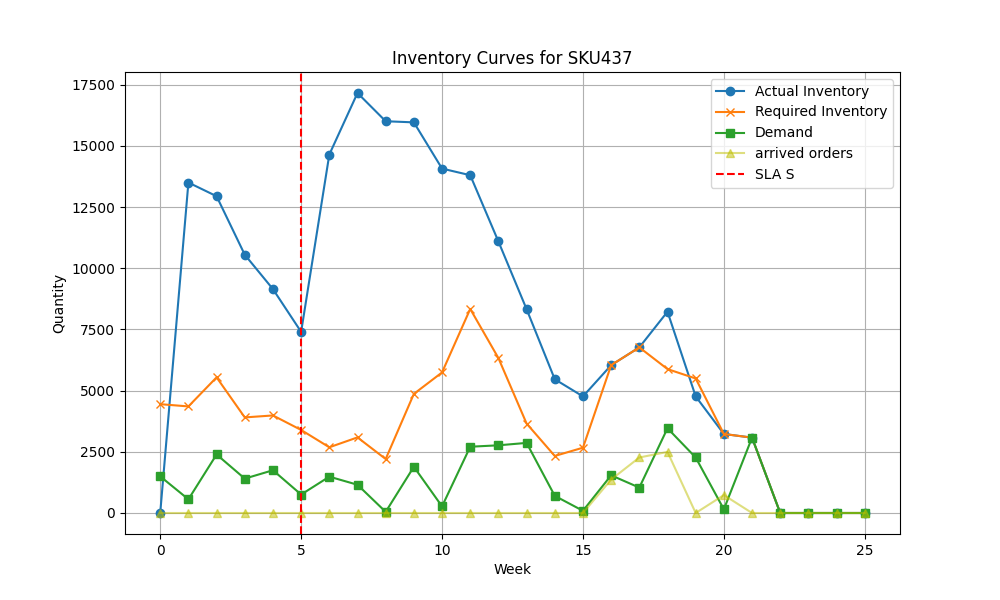 Inventory Curves for SKU437
17500
15000
12500
10000
7500
5000
2500
0
Quantity
Actual Inventory
Required Inventory
Demand
arrived orders
SLA S
0 5 10 15 20 25
Week